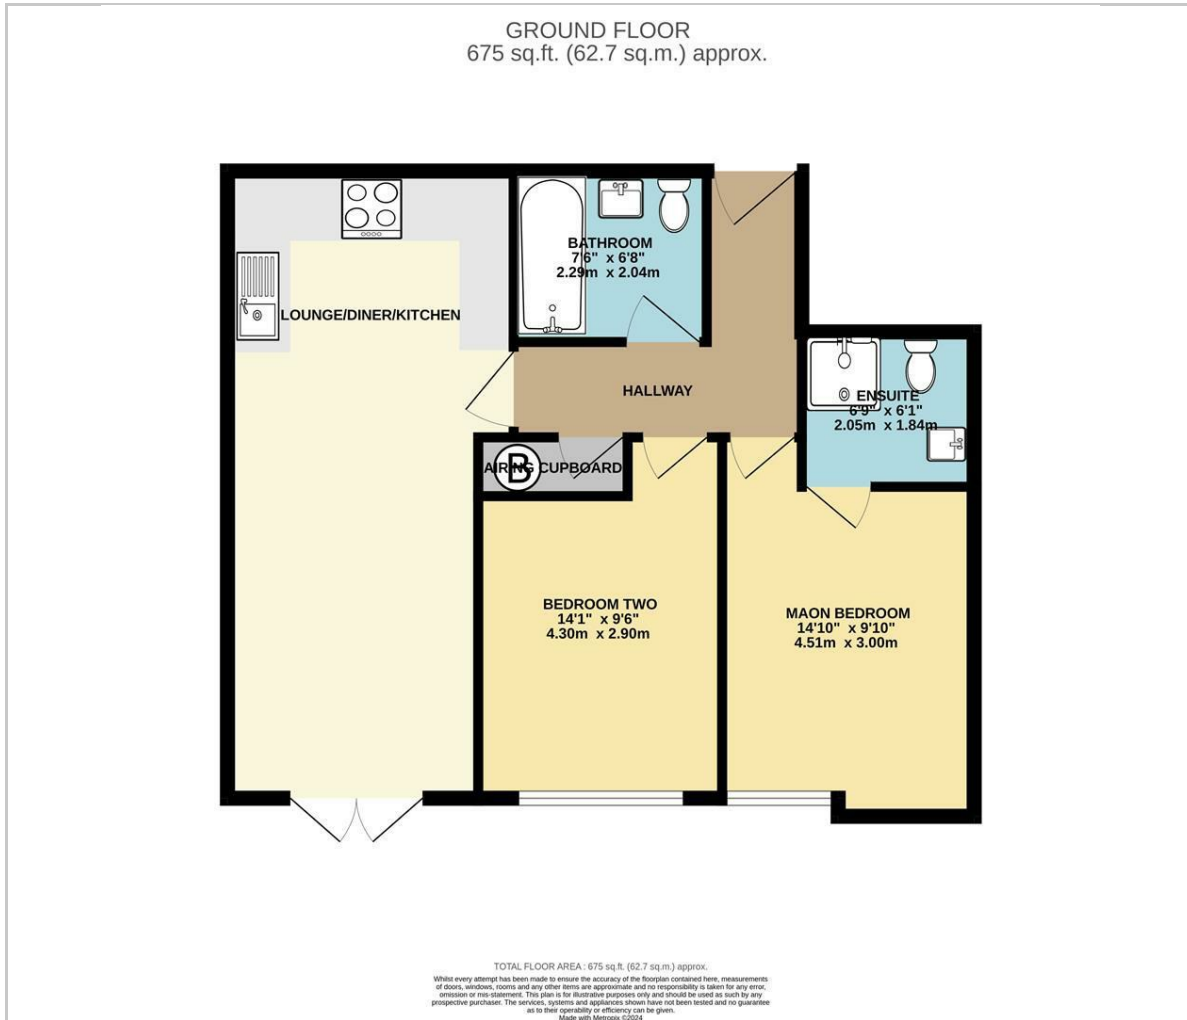 GROUND FLOOR
675 sq.ft. (62.7 sq.m.) approx.
BATHROOM
7'6" x 6'8"
2.29m x 2.04m
LOUNGE/DINER/KITCHEN
HALLWAY
ENSUITE
6'9" x 6'1"
2.05m x 1.84m
AIRING CUPBOARD
B
BEDROOM TWO
14'1" x 9'6"
4.30m x 2.90m
MAON BEDROOM
14'10" x 9'10"
4.51m x 3.00m
TOTAL FLOOR AREA : 675 sq.ft. (62.7 sq.m.) approx.
Whilst every attempt has been made to ensure the accuracy of the floorplan contained here, measurements
of doors, windows, rooms and any other items are approximate and no responsibility is taken for any error,
omission or mis-statement. This plan is for illustrative purposes only and should be used as such by any
prospective purchaser. The services, systems and appliances shown have not been tested and no guarantee
as to their operability or efficiency can be given.
Made with Metropix ©2024